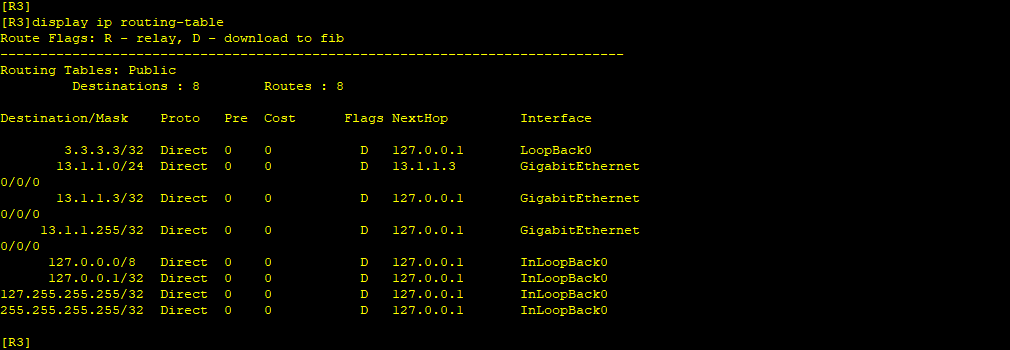 [R3]
[R3]display ip routing-table
Route Flags: R - relay, D - download to fib
------------------------------------------------------------------------------
Routing Tables: Public
         Destinations : 8        Routes : 8

Destination/Mask    Proto  Pre  Cost      Flags NextHop         Interface

        3.3.3.3/32  Direct  0    0           D   127.0.0.1       LoopBack0
       13.1.1.0/24  Direct  0    0           D   13.1.1.3        GigabitEthernet
0/0/0
       13.1.1.3/32  Direct  0    0           D   127.0.0.1       GigabitEthernet
0/0/0
     13.1.1.255/32  Direct  0    0           D   127.0.0.1       GigabitEthernet
0/0/0
      127.0.0.0/8   Direct  0    0           D   127.0.0.1       InLoopBack0
      127.0.0.1/32  Direct  0    0           D   127.0.0.1       InLoopBack0
127.255.255.255/32  Direct  0    0           D   127.0.0.1       InLoopBack0
255.255.255.255/32  Direct  0    0           D   127.0.0.1       InLoopBack0

[R3]